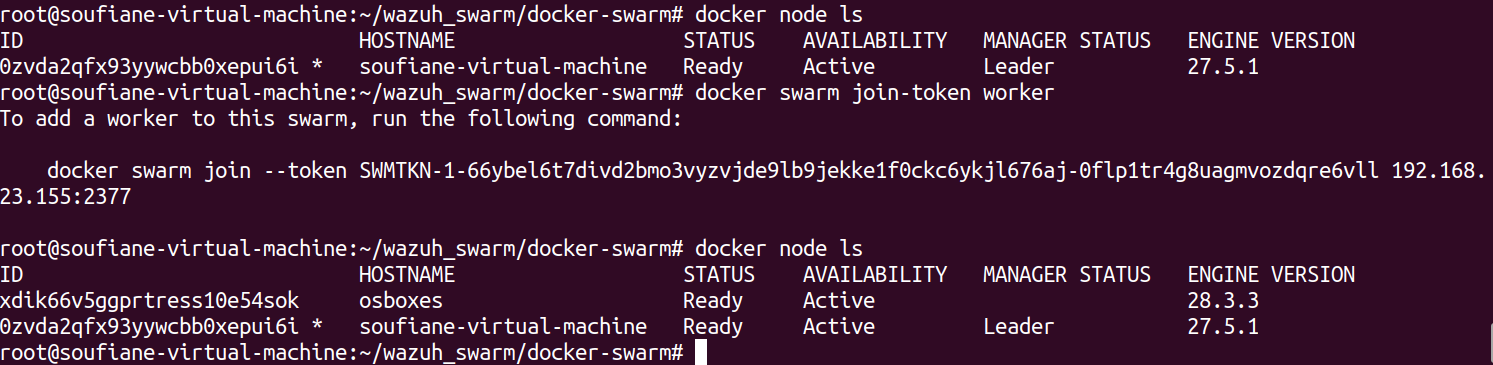 root@soufiane-virtual-machine:~/wazuh_swarm/docker-swarm# docker node ls
ID                            HOSTNAME                   STATUS    AVAILABILITY   MANAGER STATUS   ENGINE VERSION
0zvda2qfx93yywcbb0xepui6i *   soufiane-virtual-machine   Ready     Active         Leader           27.5.1
root@soufiane-virtual-machine:~/wazuh_swarm/docker-swarm# docker swarm join-token worker
To add a worker to this swarm, run the following command:

    docker swarm join --token SWMTKN-1-66ybel6t7divd2bmo3vyzvjde9lb9jekke1f0ckc6ykjl676aj-0flp1tr4g8uagmvozdqre6vll 192.168.
23.155:2377

root@soufiane-virtual-machine:~/wazuh_swarm/docker-swarm# docker node ls
ID                            HOSTNAME                   STATUS    AVAILABILITY   MANAGER STATUS   ENGINE VERSION
xdik66v5ggprtress10e54sok     osboxes                    Ready     Active                          28.3.3
0zvda2qfx93yywcbb0xepui6i *   soufiane-virtual-machine   Ready     Active         Leader           27.5.1
root@soufiane-virtual-machine:~/wazuh_swarm/docker-swarm#